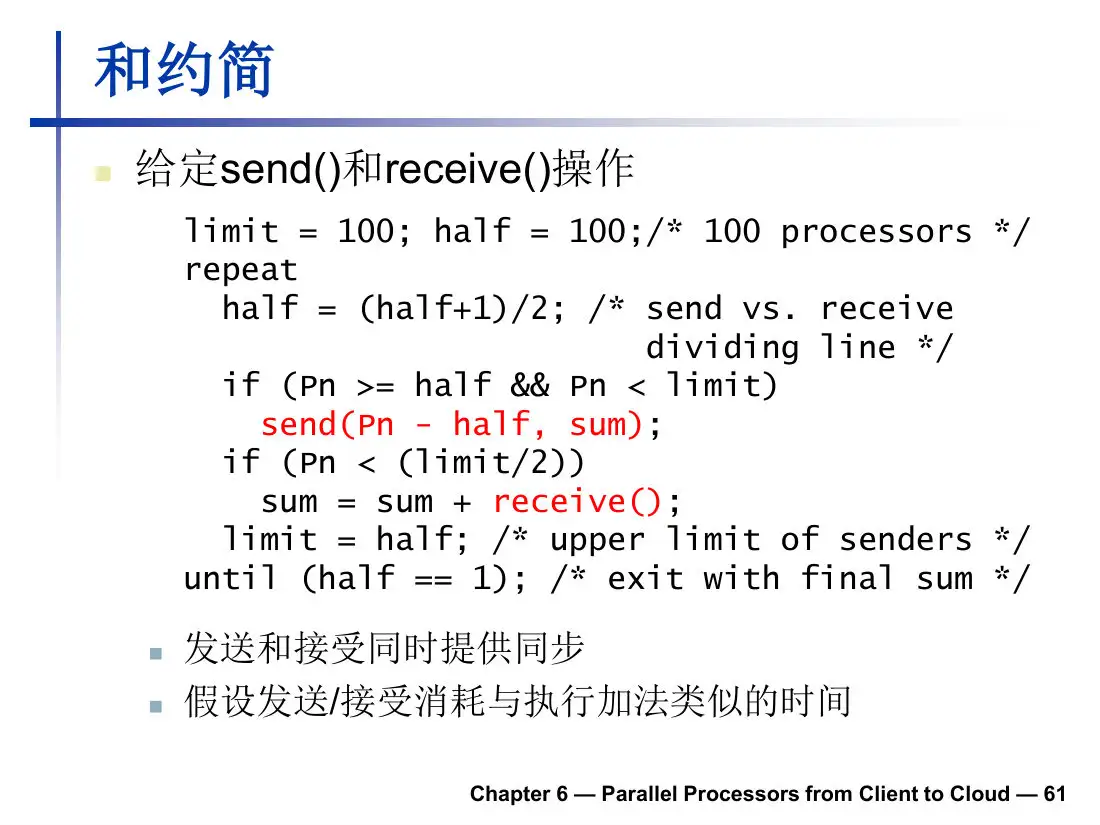 和约简
给定send()和receive()操作
limit = 100; half = 100;/* 100 processors */
repeat
half = (half+1)/2; /* send vs. receive
dividing line */
if (Pn >= half && Pn < limit)
send(Pn - half, sum);
if (Pn < (limit/2))
sum = sum + receive();
limit = half; /* upper limit of senders */
until (half == 1); /* exit with final sum */
发送和接受同时提供同步
假设发送/接受消耗与执行加法类似的时间
Chapter 6 — Parallel Processors from Client to Cloud — 61